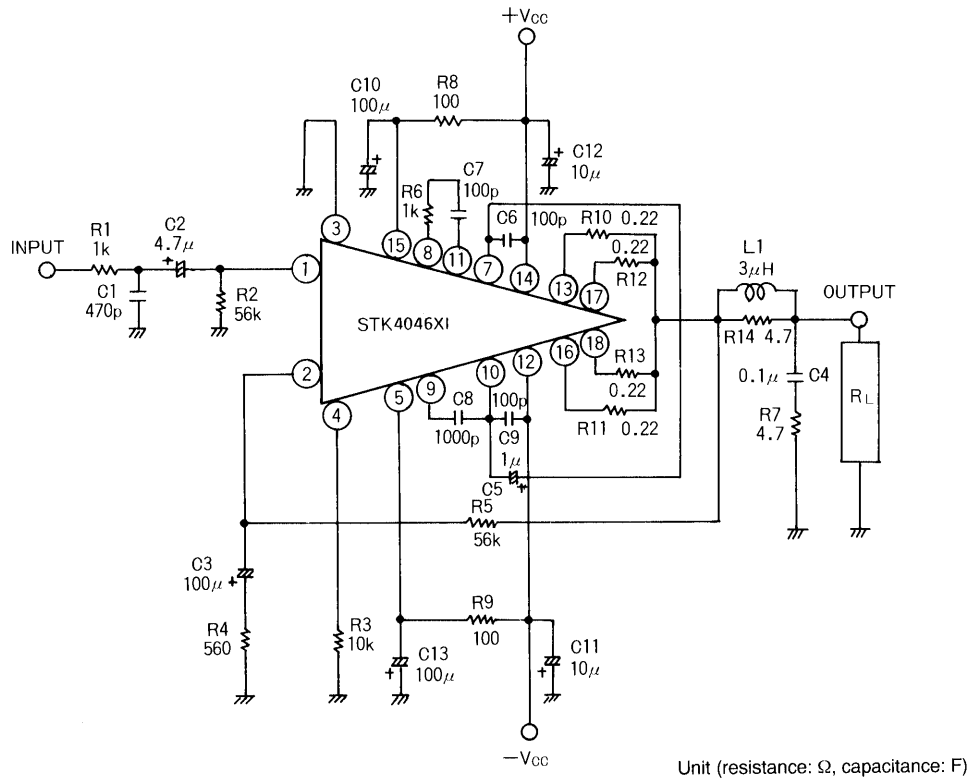 +VCC
C10
100μ
R8
100
C12
10μ
C7
100p
R6
1k
C6
100p
R10 0.22
0.22
R12
3
15
8
11
7
14
13
17
INPUT
R1
1k
C2
4.7μ
+
C1
470p
R2
56k
1
STK4046XI
L1
3μH
OUTPUT
R14 4.7
2
4
5
9
10
12
16
18
R13
0.22
R11 0.22
C8
1000p
100p
C9
1μ
C5
+
0.1μ C4
R7
4.7
RL
R5
56k
C3
100μ
+
R4
560
R3
10k
R9
100
C13
100μ
+
C11
10μ
+
−VCC
Unit (resistance: Ω, capacitance: F)